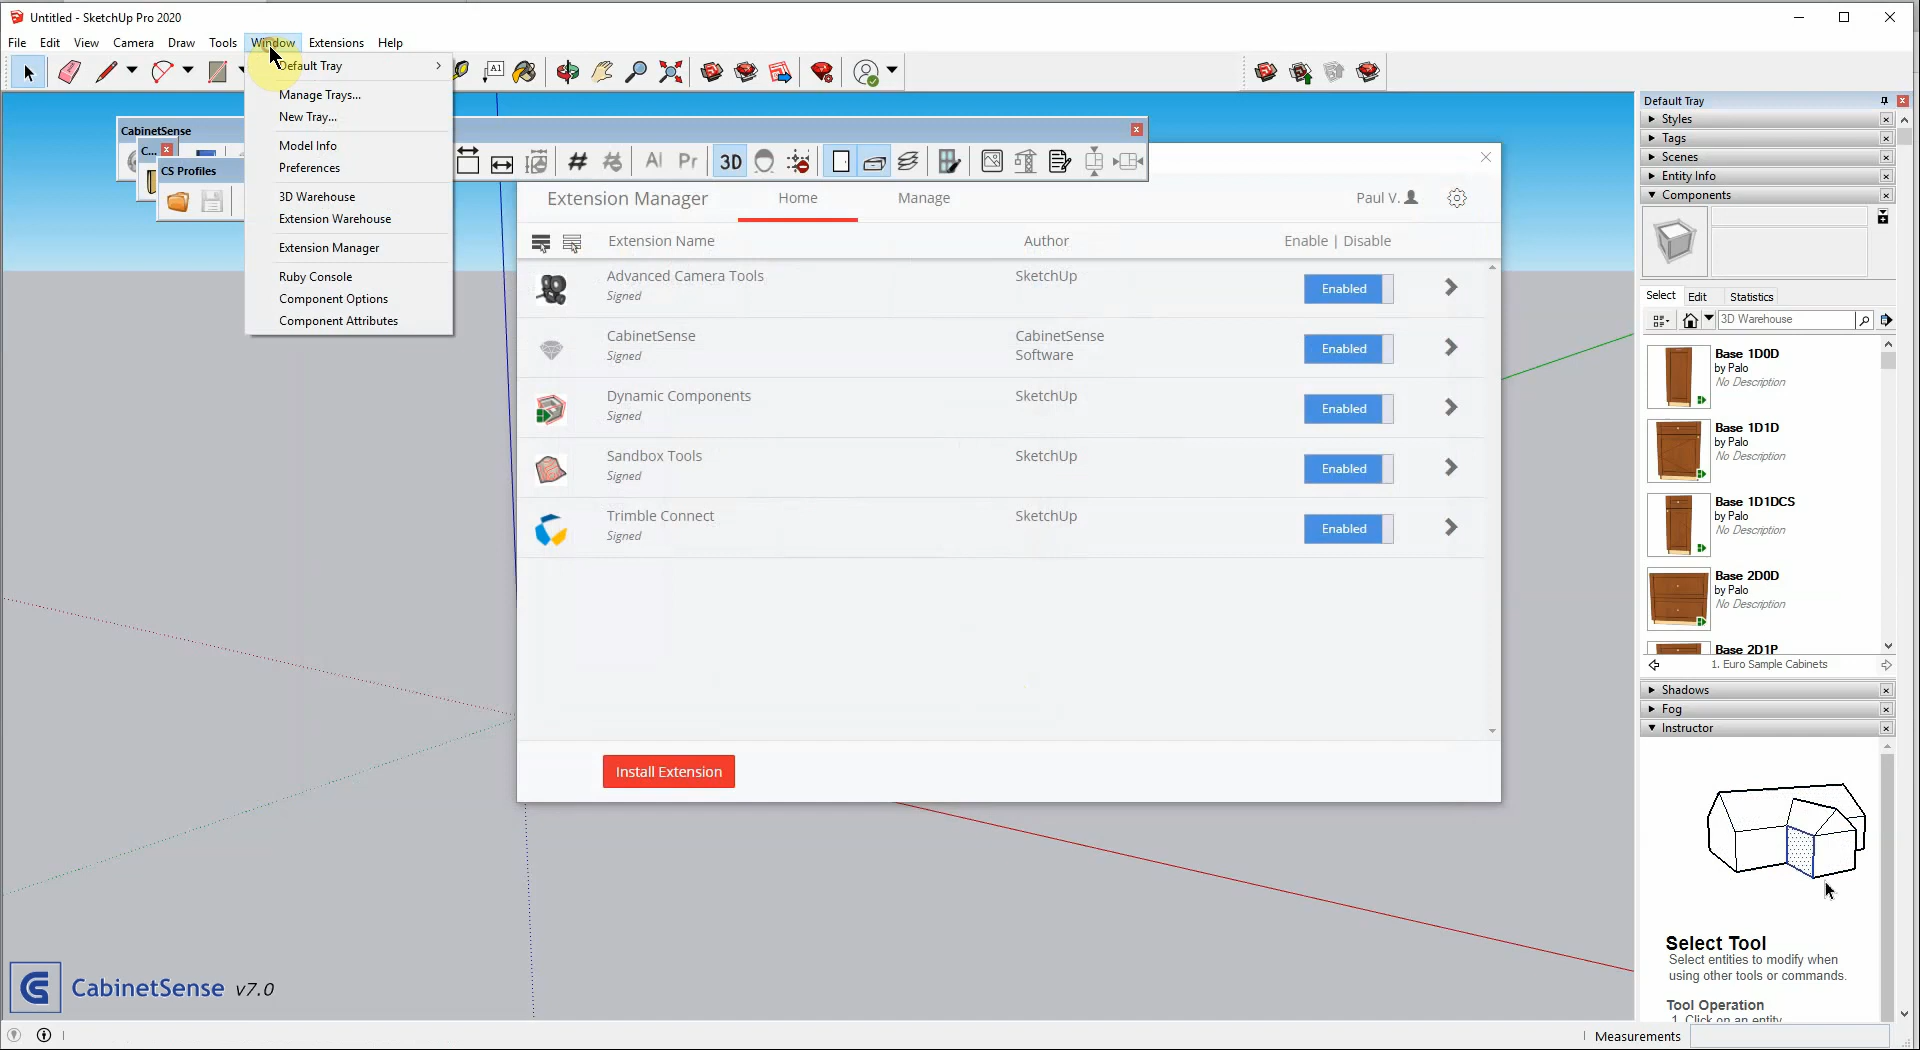 Untitled - SketchUp Pro 2020
File Edit View Camera Draw Tools Window Extensions Help
A1
Default Tray
Manage Trays...
New Tray...
Model Info
Preferences
3D Warehouse
Extension Warehouse
Extension Manager
Ruby Console
Component Options
Component Attributes
CabinetSense
C...
CS Profiles
# AI Pr 3D
Extension Manager Home Manage Paul V.
Extension Name Author Enable | Disable
Advanced Camera Tools SketchUp Enabled
Signed
CabinetSense CabinetSense Software Enabled
Signed
Dynamic Components SketchUp Enabled
Signed
Sandbox Tools SketchUp Enabled
Signed
Trimble Connect SketchUp Enabled
Signed
Install Extension
Default Tray
Styles
Tags
Scenes
Entity Info
Components
Select Edit Statistics
3D Warehouse
Base 1D0D
by Palo
No Description
Base 1D1D
by Palo
No Description
Base 1D1DCS
by Palo
No Description
Base 2D0D
by Palo
No Description
Base 2D1P
1. Euro Sample Cabinets
Shadows
Fog
Instructor
Select Tool
Select entities to modify when
using other tools or commands.
Tool Operation
1. Click on an entity.
CabinetSense v7.0
Measurements